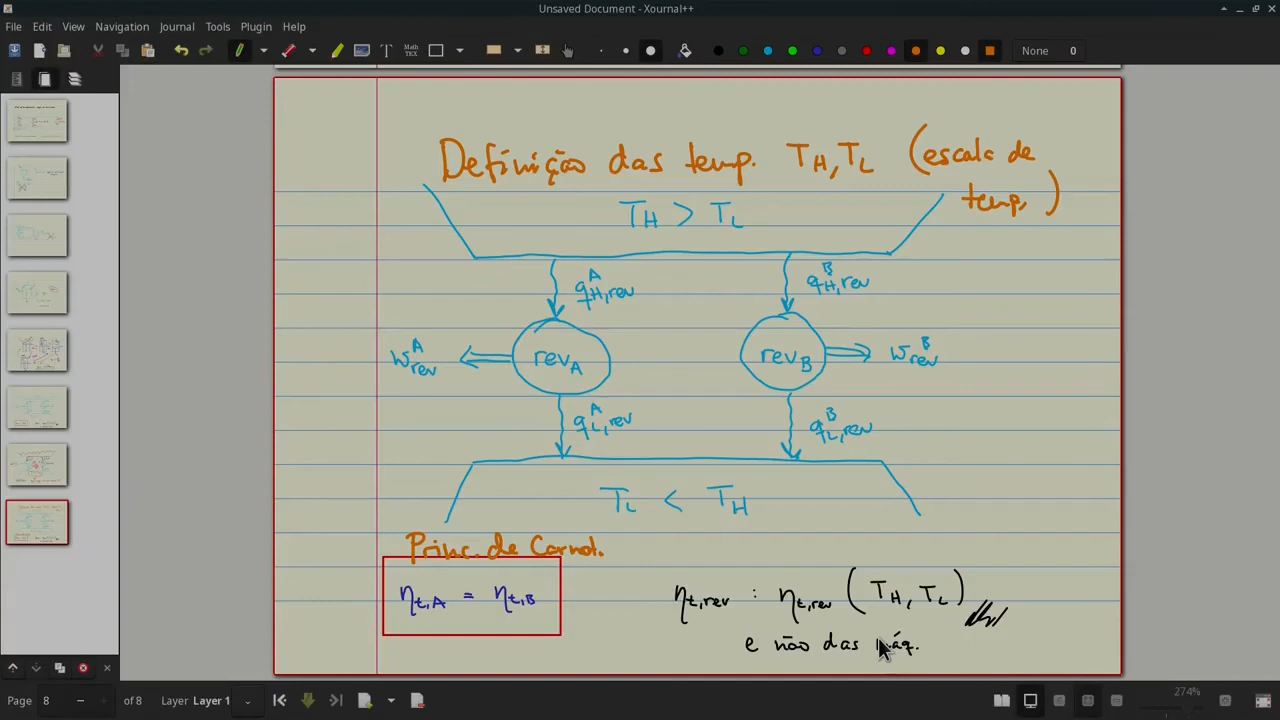 Unsaved Document - Xournal++
File Edit View Navigation Journal Tools Plugin Help
Math TEX None 0
Definição das temp. T_H, T_L (escala de
temp.)
T_H > T_L
q^A_H,rev q^B_H,rev
w^A_rev rev_A rev_B w^B_rev
q^A_L,rev q^B_L,rev
T_L < T_H
Princ. de Carnot.
η_t,A = η_t,B η_t,rev : η_t,rev (T_H, T_L)
e não das máq.
Page 8 of 8 Layer Layer 1 274%